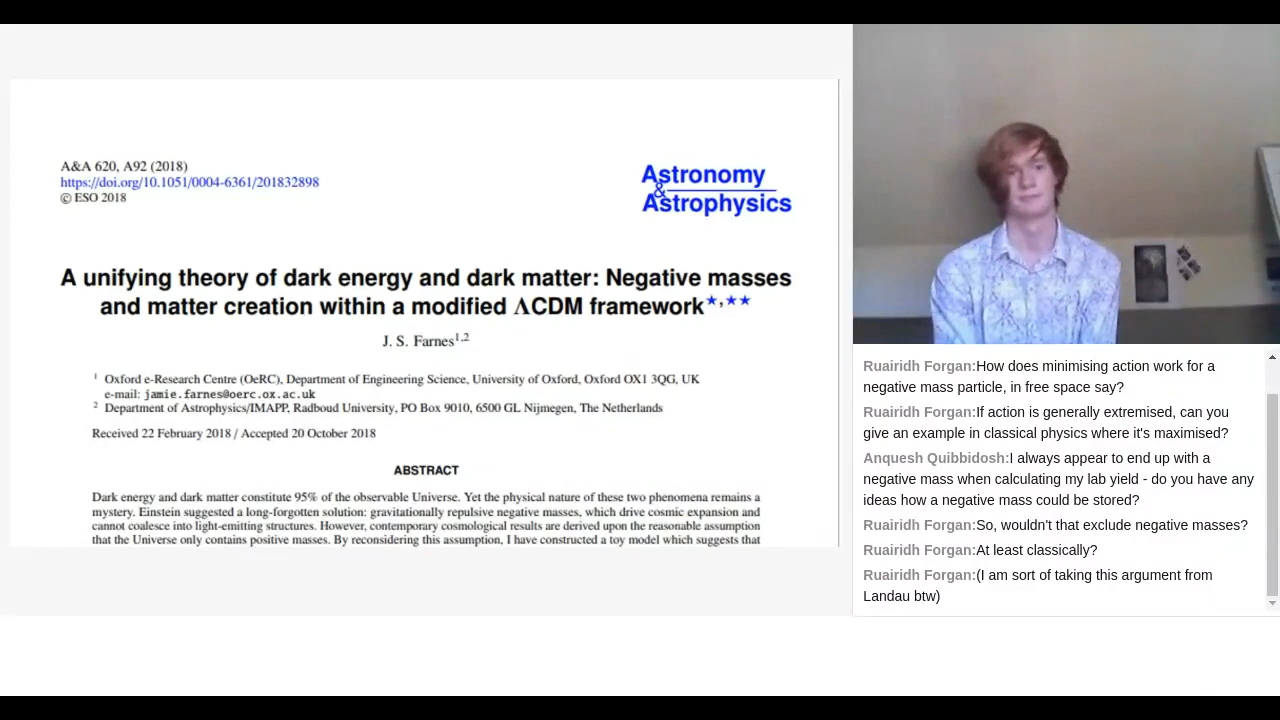 A&A 620, A92 (2018)
https://doi.org/10.1051/0004-6361/201832898
© ESO 2018
Astronomy
&
Astrophysics
A unifying theory of dark energy and dark matter: Negative masses
and matter creation within a modified ΛCDM framework★,★★
J. S. Farnes1,2
1 Oxford e-Research Centre (OeRC), Department of Engineering Science, University of Oxford, Oxford OX1 3QG, UK
e-mail: jamie.farnes@oerc.ox.ac.uk
2 Department of Astrophysics/IMAPP, Radboud University, PO Box 9010, 6500 GL Nijmegen, The Netherlands
Received 22 February 2018 / Accepted 20 October 2018
ABSTRACT
Dark energy and dark matter constitute 95% of the observable Universe. Yet the physical nature of these two phenomena remains a
mystery. Einstein suggested a long-forgotten solution: gravitationally repulsive negative masses, which drive cosmic expansion and
cannot coalesce into light-emitting structures. However, contemporary cosmological results are derived upon the reasonable assumption
that the Universe only contains positive masses. By reconsidering this assumption, I have constructed a toy model which suggests that
Ruairidh Forgan:How does minimising action work for a
negative mass particle, in free space say?
Ruairidh Forgan:If action is generally extremised, can you
give an example in classical physics where it's maximised?
Anquesh Quibbidosh:I always appear to end up with a
negative mass when calculating my lab yield - do you have any
ideas how a negative mass could be stored?
Ruairidh Forgan:So, wouldn't that exclude negative masses?
Ruairidh Forgan:At least classically?
Ruairidh Forgan:(I am sort of taking this argument from
Landau btw)